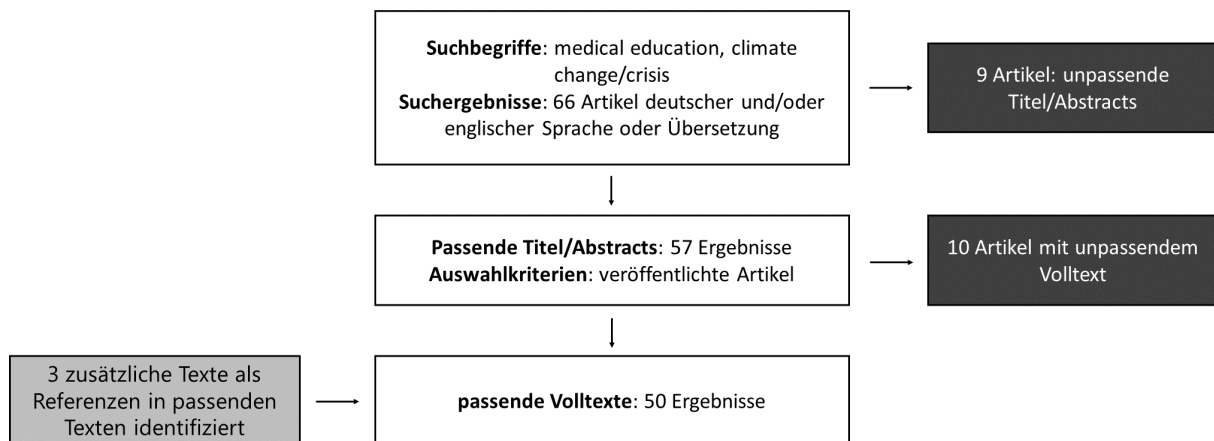 Suchbegriffe: medical education, climate
change/crisis
Suchergebnisse: 66 Artikel deutscher und/oder
englischer Sprache oder Übersetzung
9 Artikel: unpassende
Titel/Abstracts
Passende Titel/Abstracts: 57 Ergebnisse
Auswahlkriterien: veröffentlichte Artikel
10 Artikel mit unpassendem
Volltext
3 zusätzliche Texte als
Referenzen in passenden
Texten identifiziert
passende Volltexte: 50 Ergebnisse